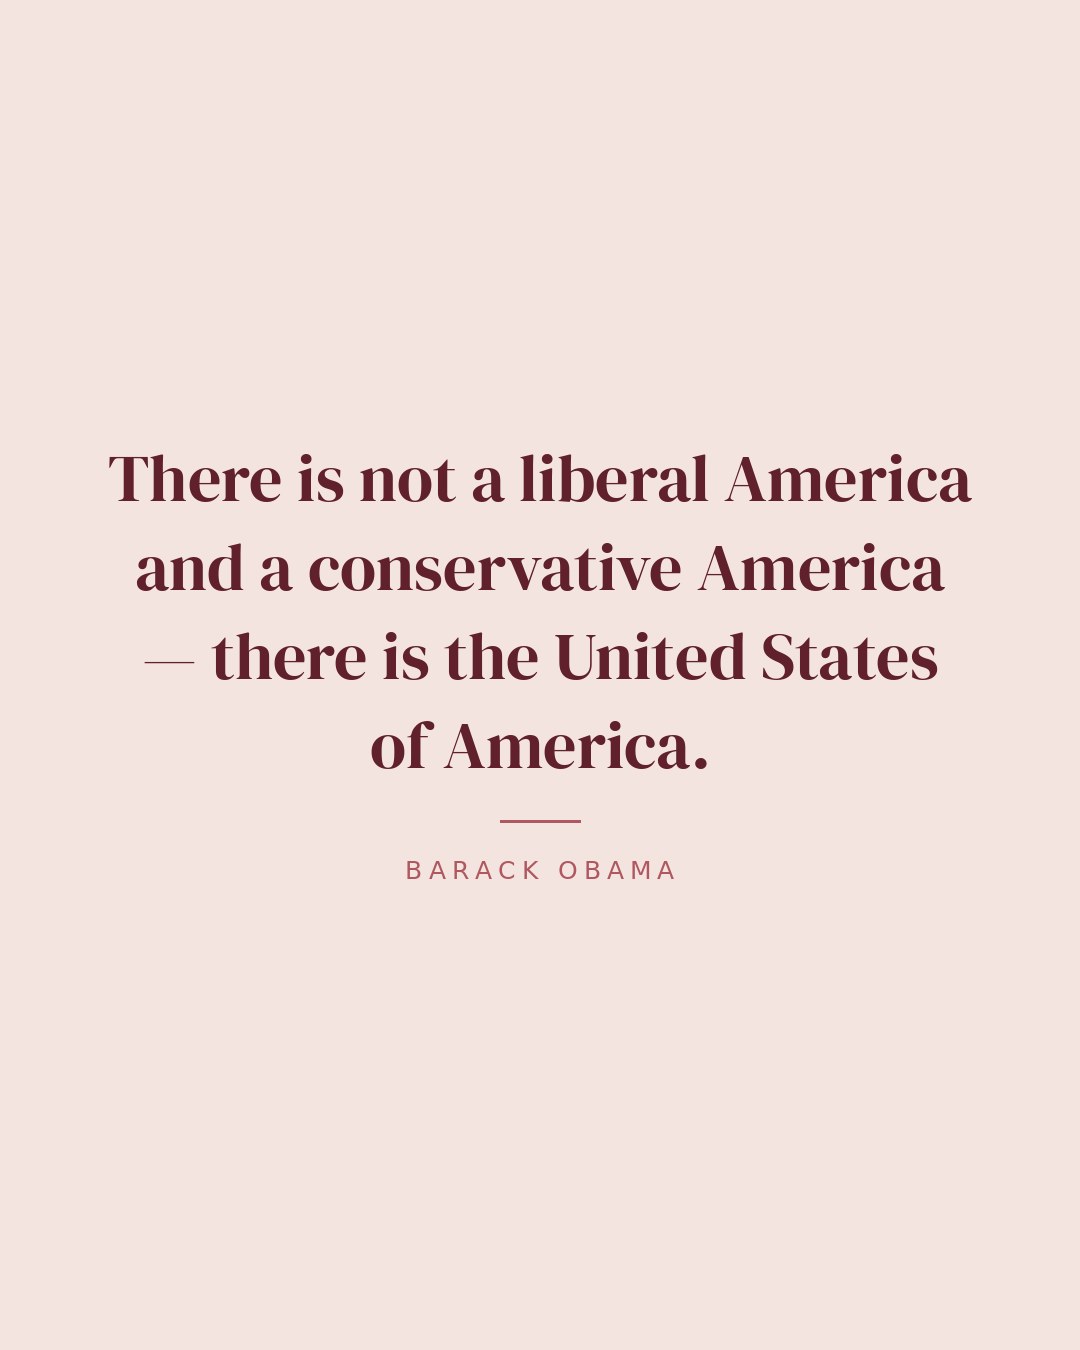 There is not a liberal America
and a conservative America
— there is the United States
of America.
BARACK OBAMA